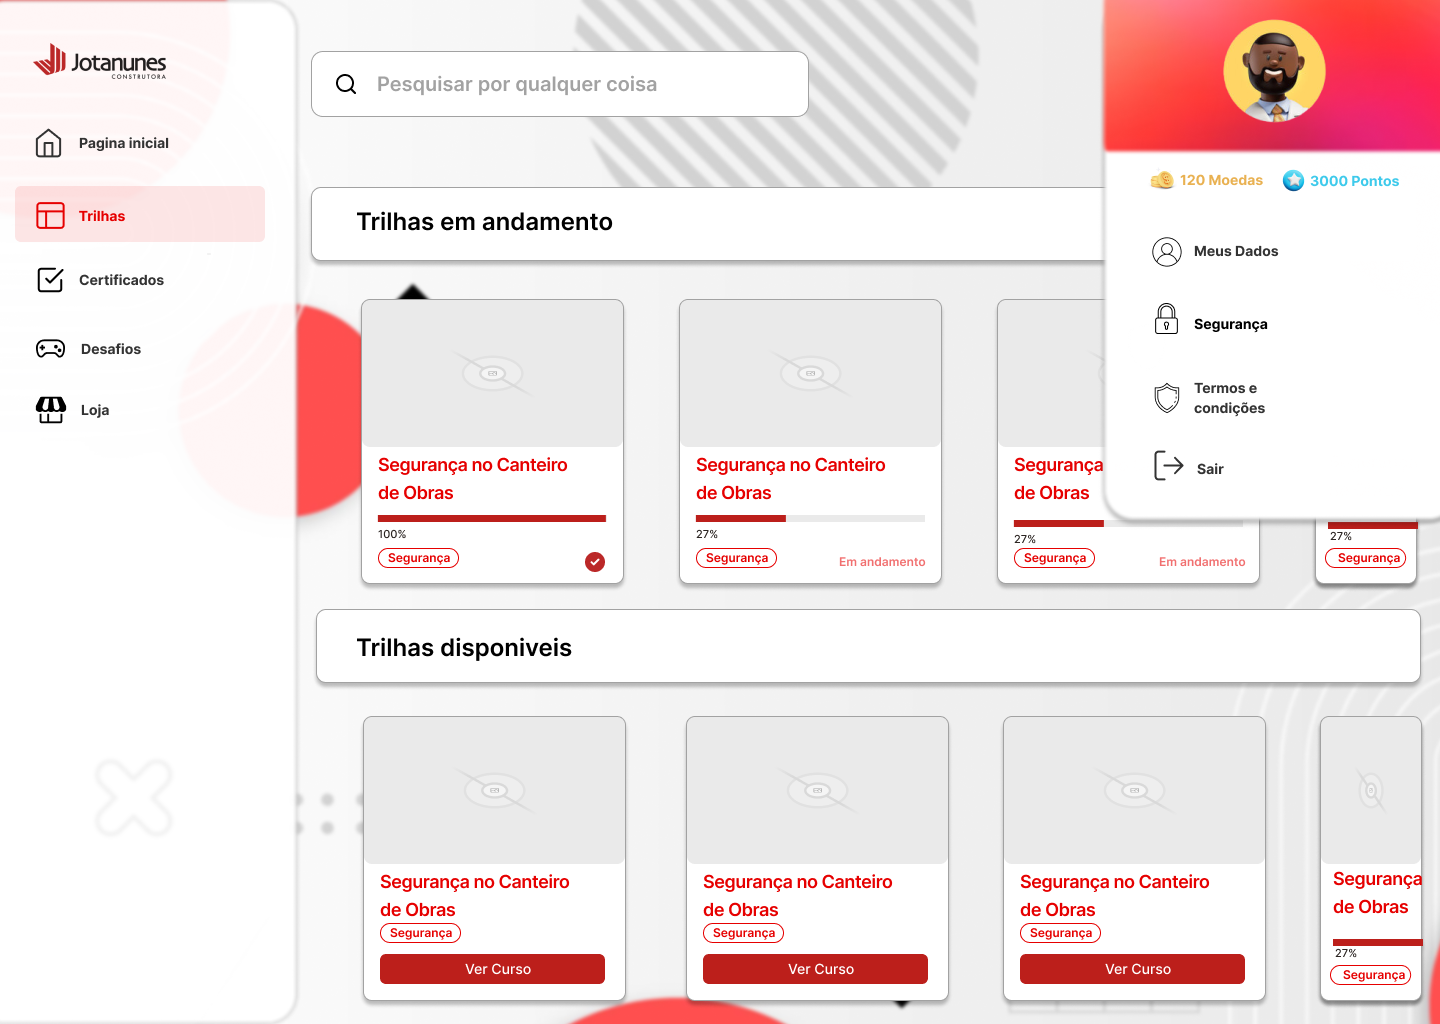 Jotanunes
CONSTRUTORA
Pagina inicial
Trilhas
Certificados
Desafios
Loja
Pesquisar por qualquer coisa
120 Moedas
3000 Pontos
Meus Dados
Segurança
Termos e
condições
Sair
Trilhas em andamento
Segurança no Canteiro
de Obras
100%
Segurança
Segurança no Canteiro
de Obras
27%
Segurança
Em andamento
Segurança
de Obras
27%
Segurança
Em andamento
27%
Segurança
Trilhas disponiveis
Segurança no Canteiro
de Obras
Segurança
Ver Curso
Segurança no Canteiro
de Obras
Segurança
Ver Curso
Segurança no Canteiro
de Obras
Segurança
Ver Curso
Segurança
de Obras
27%
Segurança